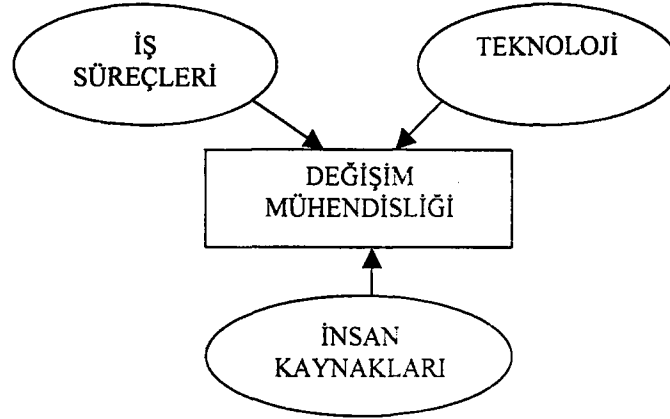 İŞ
SÜREÇLERİ
TEKNOLOJİ
DEĞİŞİM
MÜHENDİSLİĞİ
İNSAN
KAYNAKLARI